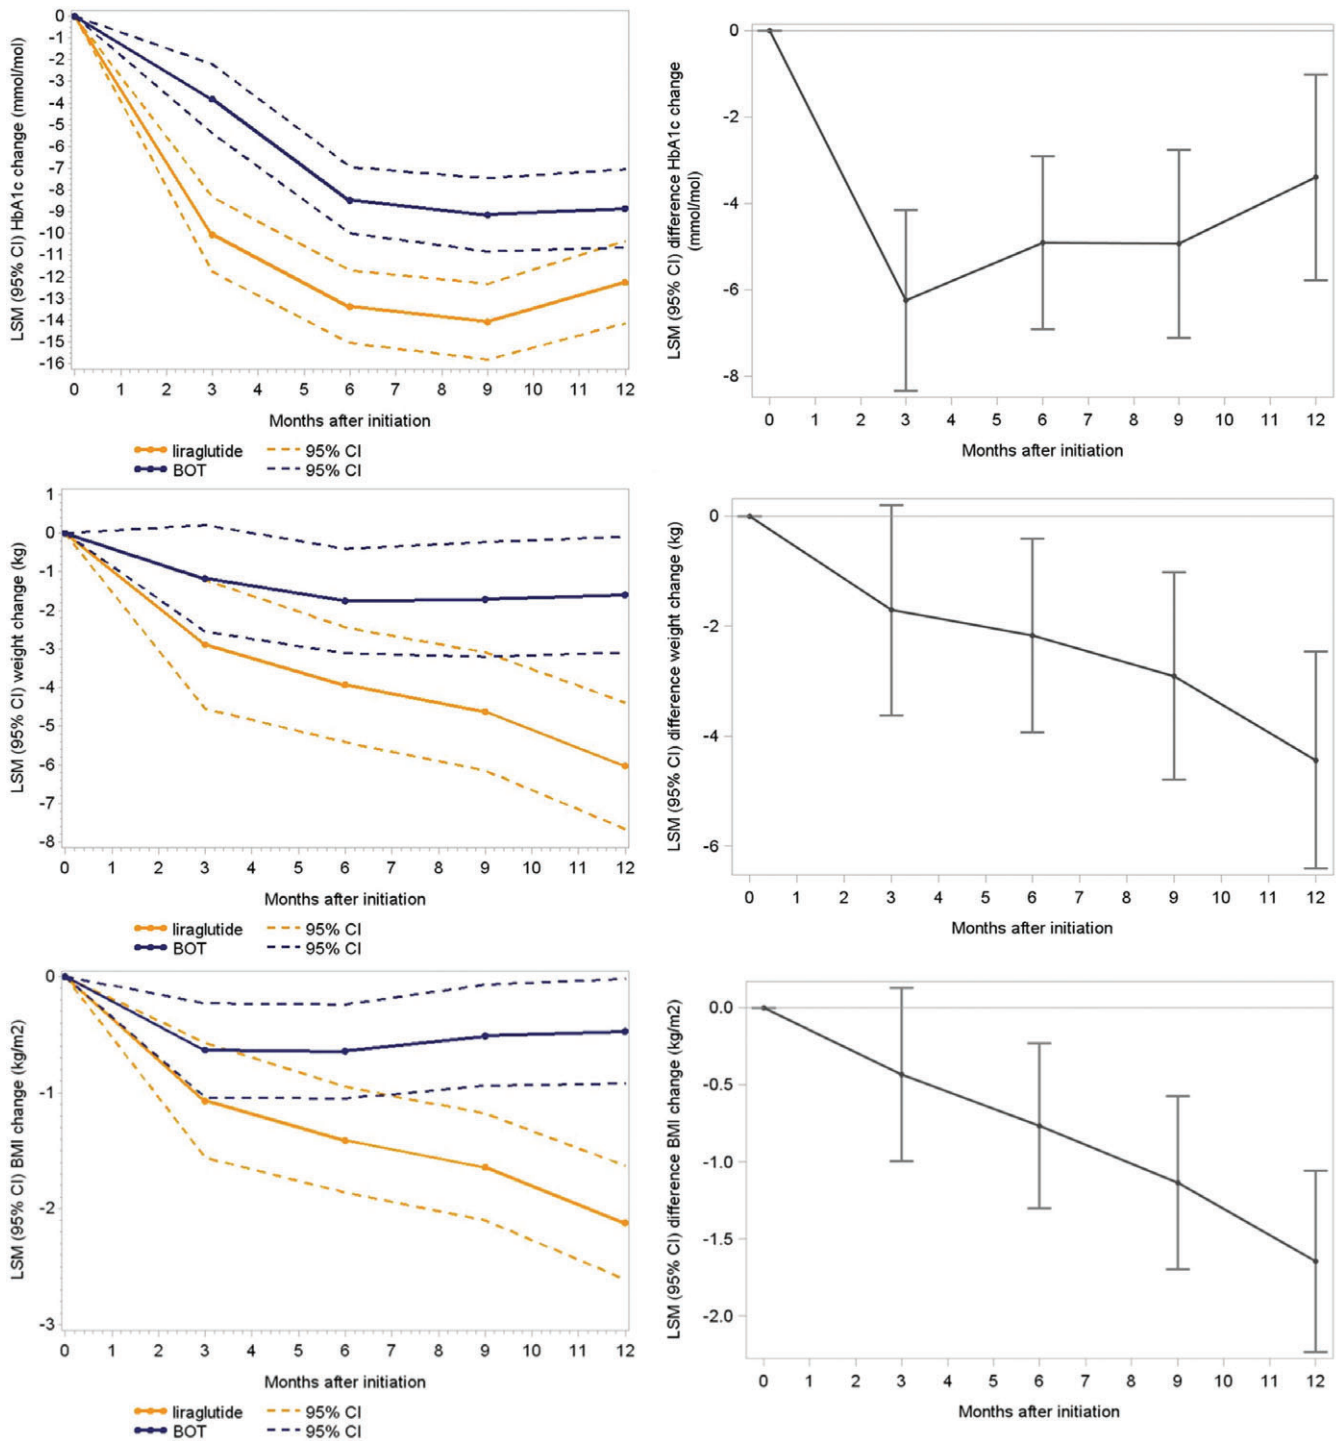 LSM (95% CI) HbA1c change (mmol/mol)
0
-1
-2
-3
-4
-5
-6
-7
-8
-9
-10
-11
-12
-13
-14
-15
-16
0 1 2 3 4 5 6 7 8 9 10 11 12
Months after initiation
liraglutide 95% CI
BOT 95% CI
LSM (95% CI) difference HbA1c change
(mmol/mol)
0
-2
-4
-6
-8
0 1 2 3 4 5 6 7 8 9 10 11 12
Months after initiation
LSM (95% CI) weight change (kg)
1
0
-1
-2
-3
-4
-5
-6
-7
-8
0 1 2 3 4 5 6 7 8 9 10 11 12
Months after initiation
liraglutide 95% CI
BOT 95% CI
LSM (95% CI) difference weight change (kg)
0
-2
-4
-6
0 1 2 3 4 5 6 7 8 9 10 11 12
Months after initiation
LSM (95% CI) BMI change (kg/m2)
0
-1
-2
-3
0 1 2 3 4 5 6 7 8 9 10 11 12
Months after initiation
liraglutide 95% CI
BOT 95% CI
LSM (95% CI) difference BMI change (kg/m2)
0.0
-0.5
-1.0
-1.5
-2.0
0 1 2 3 4 5 6 7 8 9 10 11 12
Months after initiation